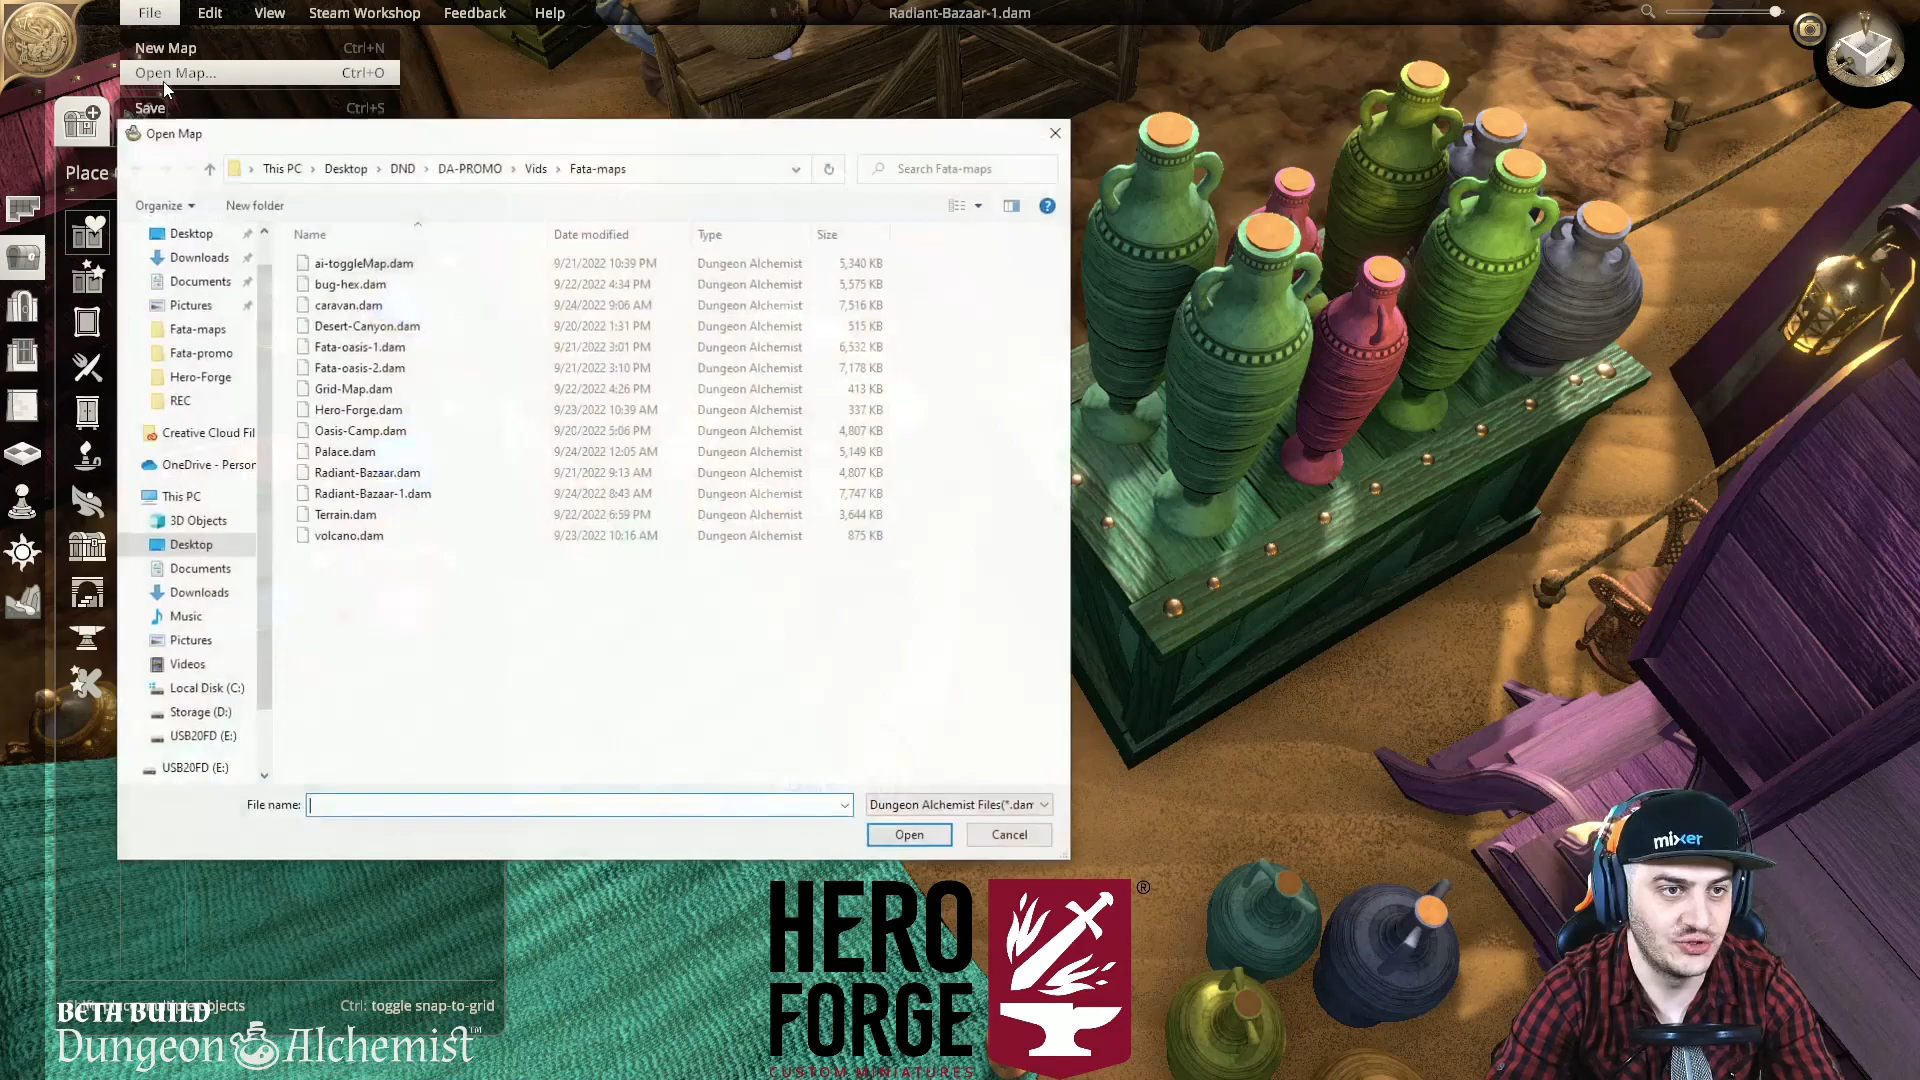 File Edit View Steam Workshop Feedback Help Radiant-Bazaar-1.dam
New Map Ctrl+N
Open Map... Ctrl+O
Save Ctrl+S
Open Map
Place
This PC Desktop DND DA-PROMO Vids Fata-maps Search Fata-maps
Organize New folder
Name Date modified Type Size
Desktop
Downloads
Documents
Pictures
Fata-maps
Fata-promo
Hero-Forge
REC
Creative Cloud Fil
OneDrive - Person
This PC
3D Objects
Desktop
Documents
Downloads
Music
Pictures
Videos
Local Disk (C:)
Storage (D:)
USB20FD (E:)
USB20FD (E:)
ai-toggleMap.dam 9/21/2022 10:39 PM Dungeon Alchemist 5,340 KB
bug-hex.dam 9/22/2022 4:34 PM Dungeon Alchemist 5,575 KB
caravan.dam 9/24/2022 9:06 AM Dungeon Alchemist 7,516 KB
Desert-Canyon.dam 9/20/2022 1:31 PM Dungeon Alchemist 515 KB
Fata-oasis-1.dam 9/21/2022 3:01 PM Dungeon Alchemist 6,532 KB
Fata-oasis-2.dam 9/21/2022 3:10 PM Dungeon Alchemist 7,178 KB
Grid-Map.dam 9/22/2022 4:26 PM Dungeon Alchemist 413 KB
Hero-Forge.dam 9/23/2022 10:39 AM Dungeon Alchemist 337 KB
Oasis-Camp.dam 9/20/2022 5:06 PM Dungeon Alchemist 4,807 KB
Palace.dam 9/24/2022 12:05 AM Dungeon Alchemist 5,149 KB
Radiant-Bazaar.dam 9/21/2022 9:13 AM Dungeon Alchemist 4,807 KB
Radiant-Bazaar-1.dam 9/24/2022 8:43 AM Dungeon Alchemist 7,747 KB
Terrain.dam 9/22/2022 6:59 PM Dungeon Alchemist 3,644 KB
volcano.dam 9/23/2022 10:16 AM Dungeon Alchemist 875 KB
File name: Dungeon Alchemist Files(*.dam
Open Cancel
mixer
HERO
FORGE
®
CUSTOM MINIATURES
Shift: place multiple objects Ctrl: toggle snap-to-grid
BETA BUILD
Dungeon Alchemist™